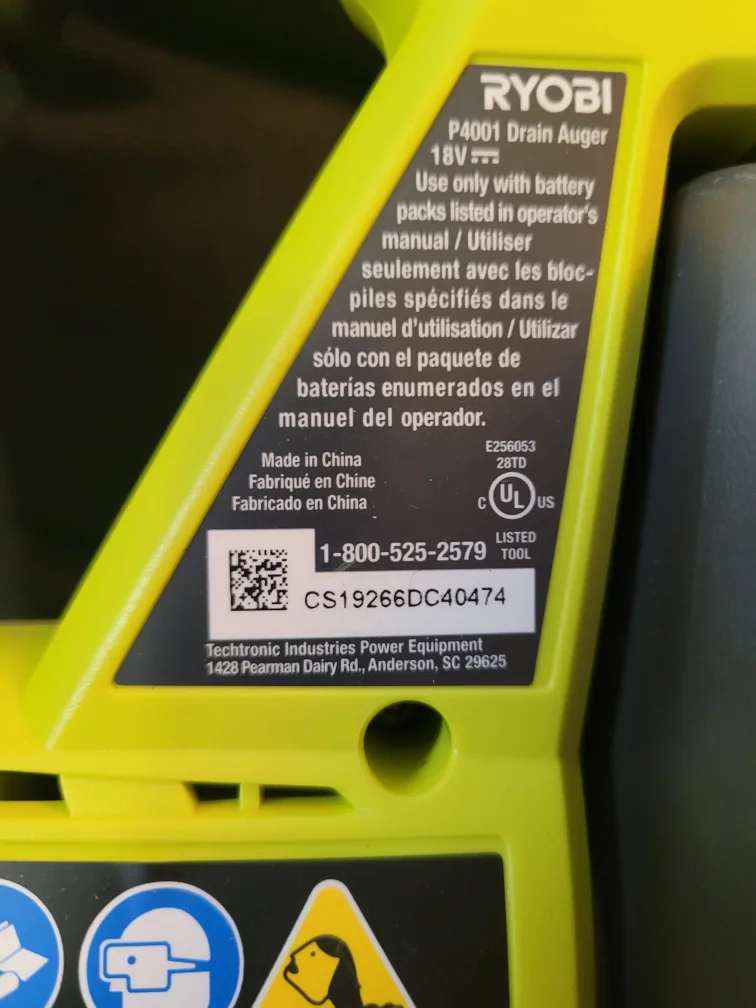 RYOBI
P4001 Drain Auger
18V
Use only with battery
packs listed in operator's
manual / Utiliser
seulement avec les bloc-
piles spécifiés dans le
manuel d'utilisation / Utilizar
sólo con el paquete de
baterías enumerados en el
manuel del operador.
E256053
28TD
Made in China
Fabriqué en Chine
Fabricado en China
C UL US
LISTED
TOOL
1-800-525-2579
CS19266DC40474
Techtronic Industries Power Equipment
1428 Pearman Dairy Rd., Anderson, SC 29625